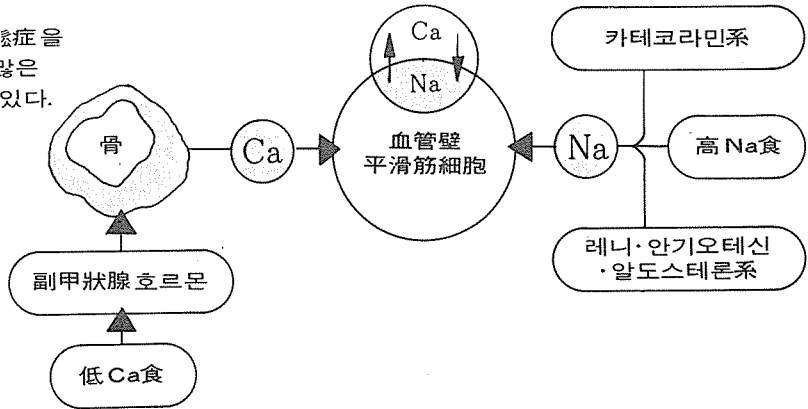 鬆症을
많은
있다.
Ca
Na
血管壁
平滑筋細胞
骨
Ca
Na
카테코라민系
高Na食
레니·안기오테신
·알도스테론系
副甲狀腺호르몬
低Ca食